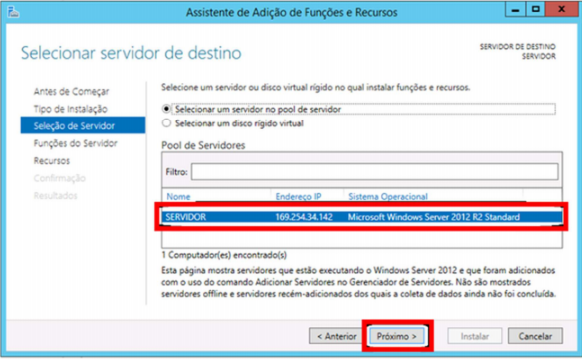 Assistente de Adição de Funções e Recursos
Selecionar servidor de destino
SERVIDOR DE DESTINO
SERVIDOR
Antes de Começar
Tipo de Instalação
Seleção de Servidor
Funções do Servidor
Recursos
Confirmação
Resultados
Selecione um servidor ou disco virtual rígido no qual instalar funções e recursos.
Selecionar um servidor no pool de servidor
Selecionar um disco rígido virtual
Pool de Servidores
Filtro:
Nome Endereço IP Sistema Operacional
SERVIDOR 169.254.34.142 Microsoft Windows Server 2012 R2 Standard
1 Computador(es) encontrado(s)
Esta página mostra servidores que estão executando o Windows Server 2012 e que foram adicionados
com o uso do comando Adicionar Servidores no Gerenciador de Servidores. Não são mostrados
servidores offline e servidores recém-adicionados dos quais a coleta de dados ainda não foi concluída.
< Anterior Próximo > Instalar Cancelar